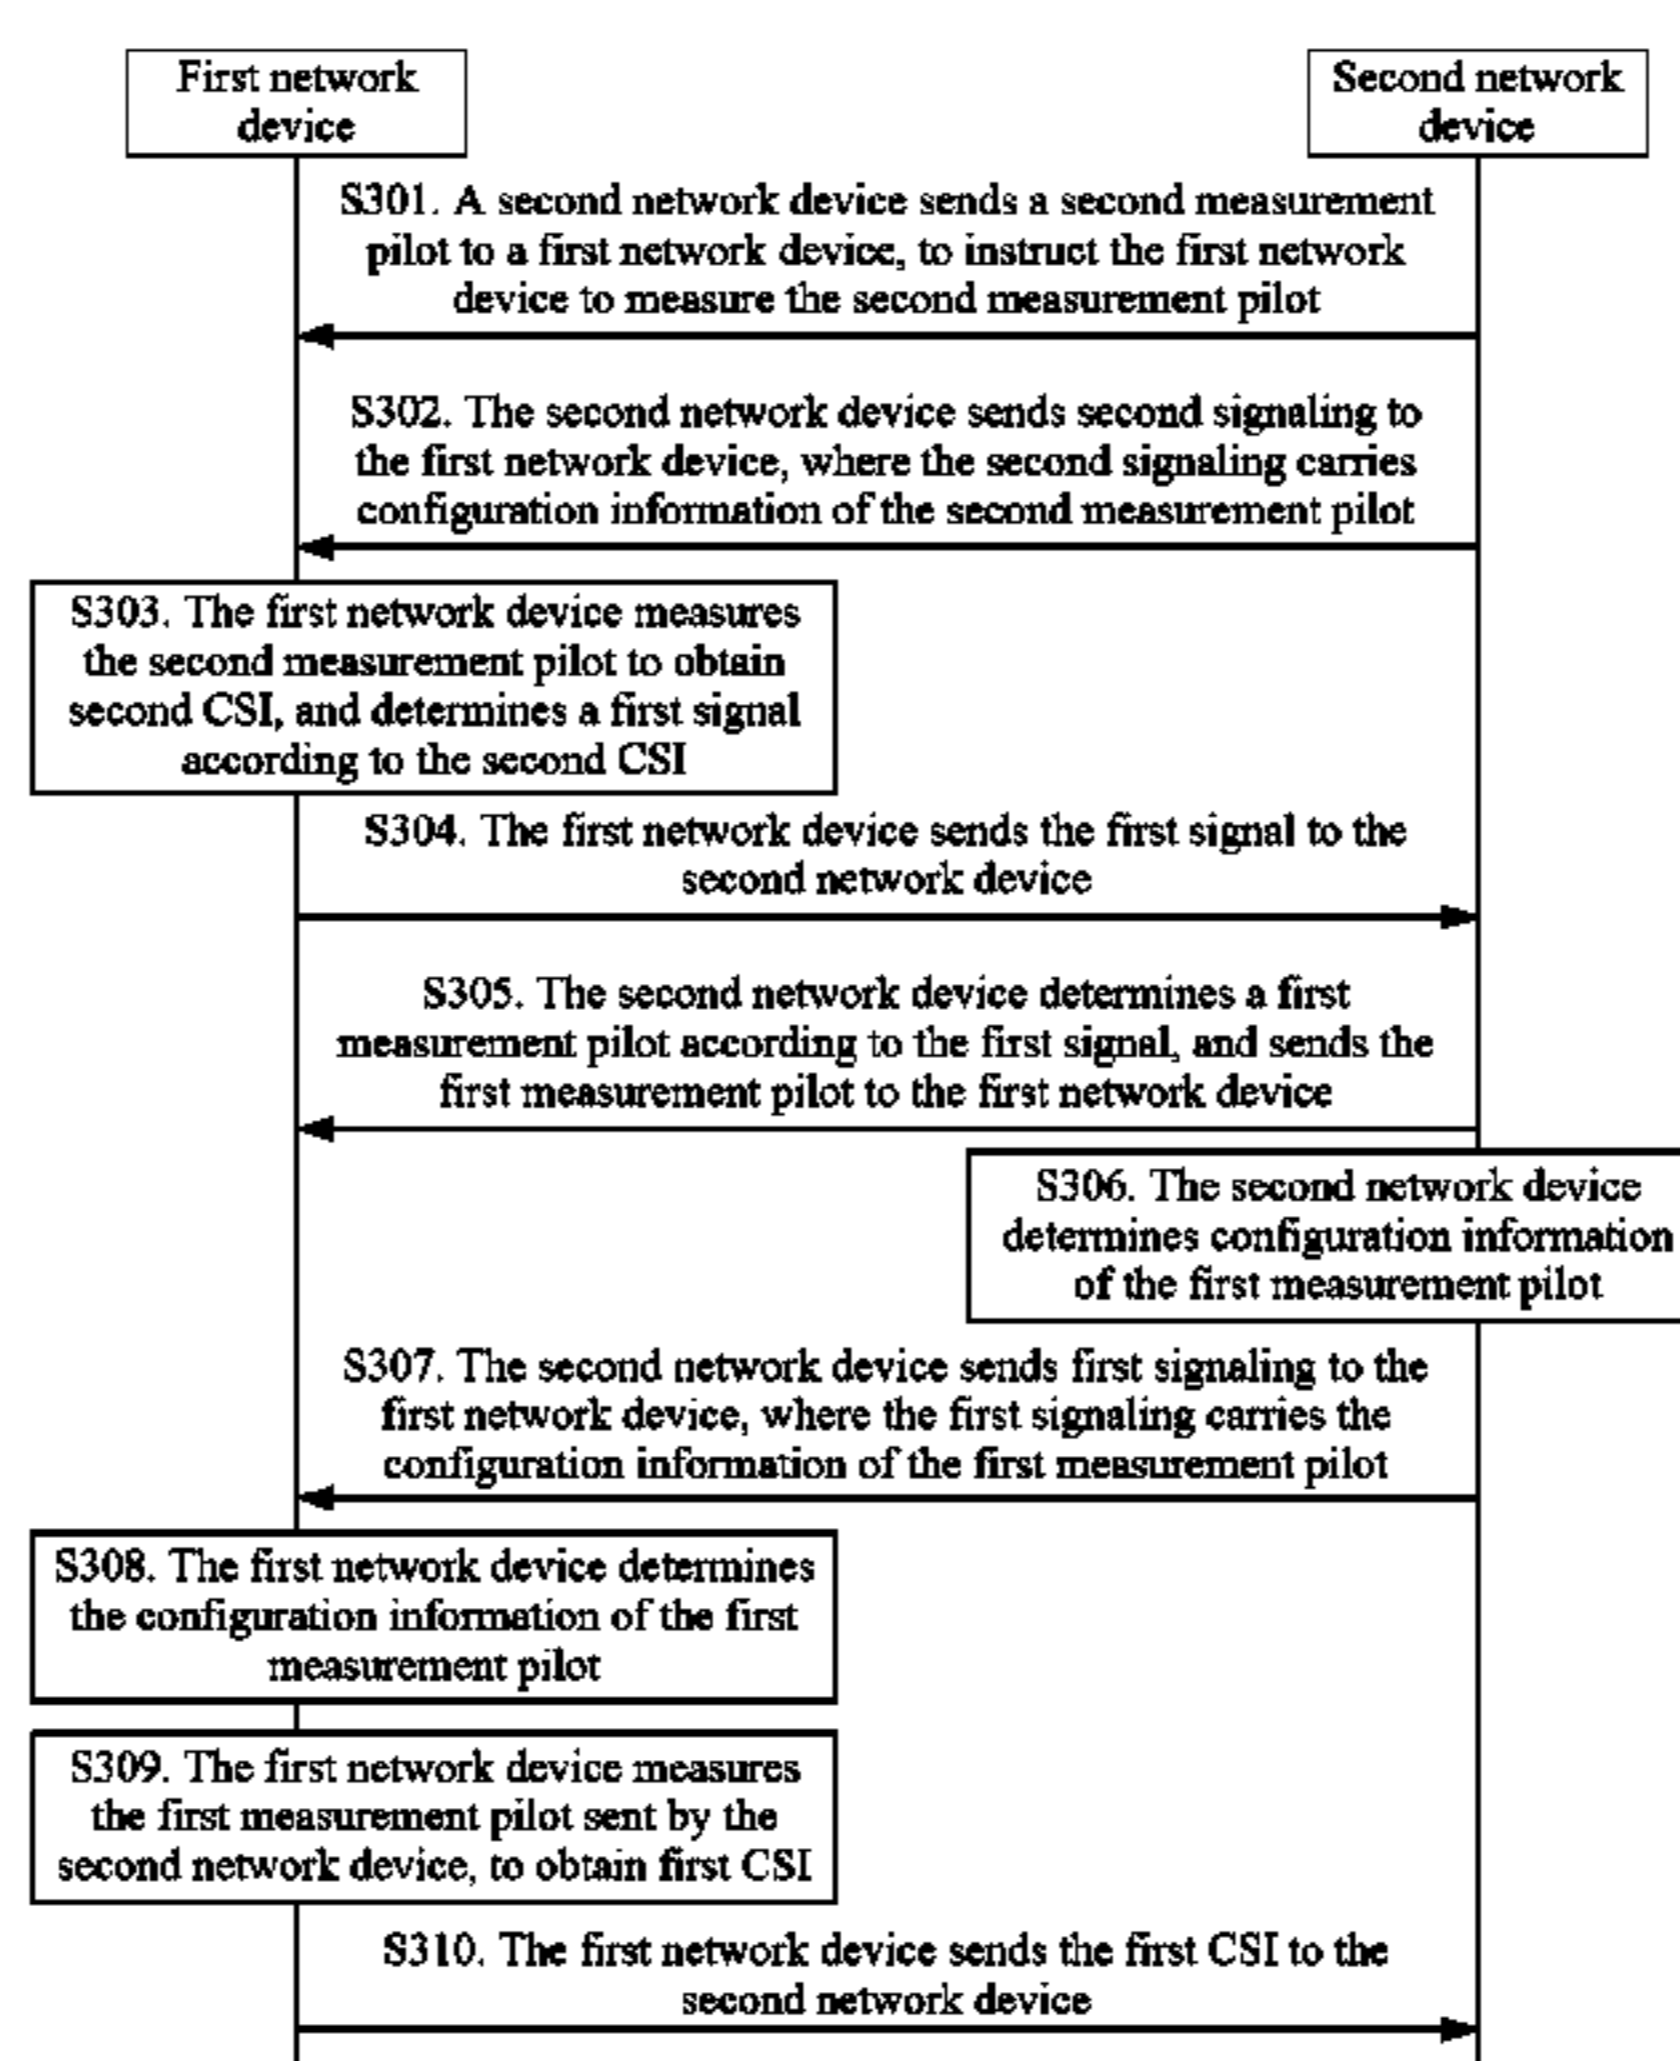 First network
device
Second network
device
S301. A second network device sends a second measurement
pilot to a first network device, to instruct the first network
device to measure the second measurement pilot
S302. The second network device sends second signaling to
the first network device, where the second signaling carries
configuration information of the second measurement pilot
S303. The first network device measures
the second measurement pilot to obtain
second CSI, and determines a first signal
according to the second CSI
S304. The first network device sends the first signal to the
second network device
S305. The second network device determines a first
measurement pilot according to the first signal, and sends the
first measurement pilot to the first network device
S306. The second network device
determines configuration information
of the first measurement pilot
S307. The second network device sends first signaling to the
first network device, where the first signaling carries the
configuration information of the first measurement pilot
S308. The first network device determines
the configuration information of the first
measurement pilot
S309. The first network device measures
the first measurement pilot sent by the
second network device, to obtain first CSI
S310. The first network device sends the first CSI to the
second network device